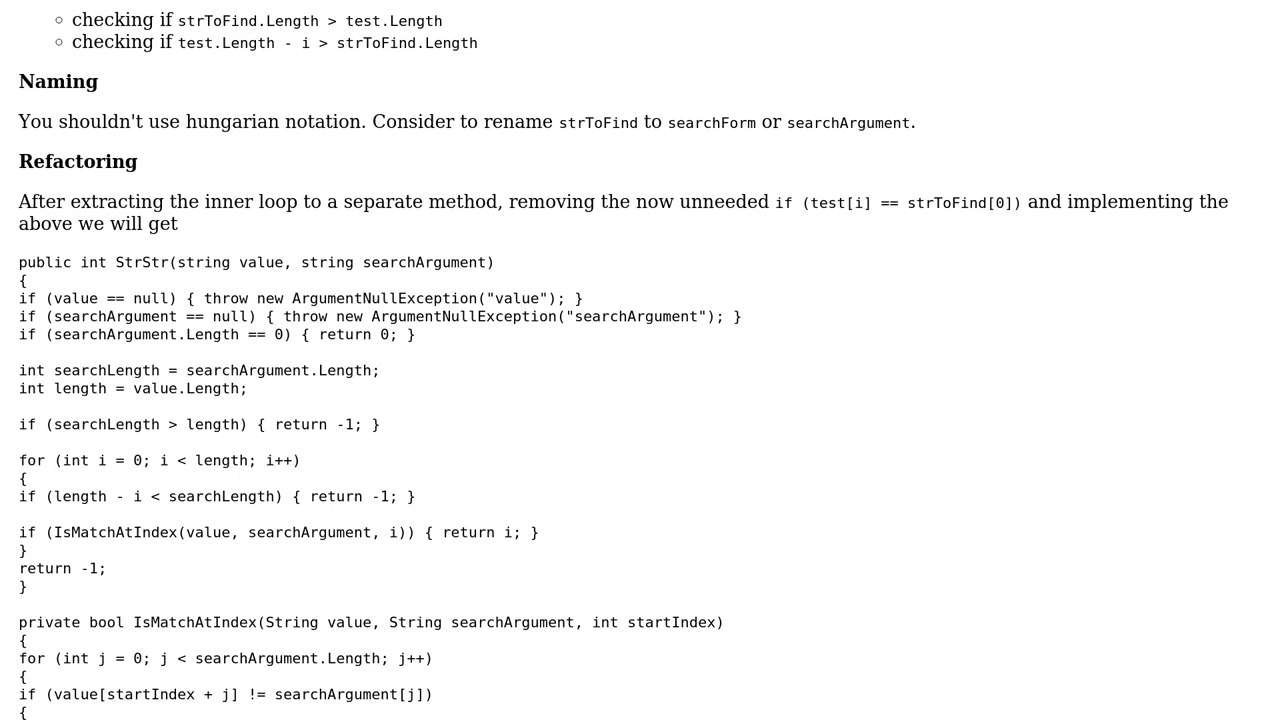 checking if strToFind.Length > test.Length
checking if test.Length - i > strToFind.Length
Naming
You shouldn't use hungarian notation. Consider to rename strToFind to searchForm or searchArgument.
Refactoring
After extracting the inner loop to a separate method, removing the now unneeded if (test[i] == strToFind[0]) and implementing the
above we will get
public int StrStr(string value, string searchArgument)
{
if (value == null) { throw new ArgumentNullException("value"); }
if (searchArgument == null) { throw new ArgumentNullException("searchArgument"); }
if (searchArgument.Length == 0) { return 0; }
int searchLength = searchArgument.Length;
int length = value.Length;
if (searchLength > length) { return -1; }
for (int i = 0; i < length; i++)
{
if (length - i < searchLength) { return -1; }
if (IsMatchAtIndex(value, searchArgument, i)) { return i; }
}
return -1;
}
private bool IsMatchAtIndex(String value, String searchArgument, int startIndex)
{
for (int j = 0; j < searchArgument.Length; j++)
{
if (value[startIndex + j] != searchArgument[j])
{